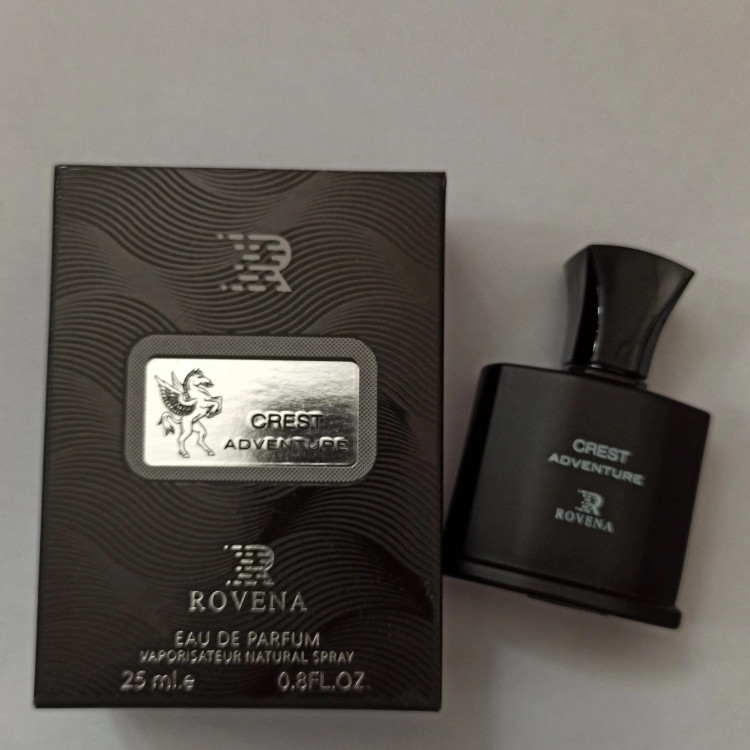 R
CREST
ADVENTURE
R
ROVENA
EAU DE PARFUM
VAPORISATEUR NATURAL SPRAY
25 ml.e 0.8FL.OZ.
CREST
ADVENTURE
R
ROVENA